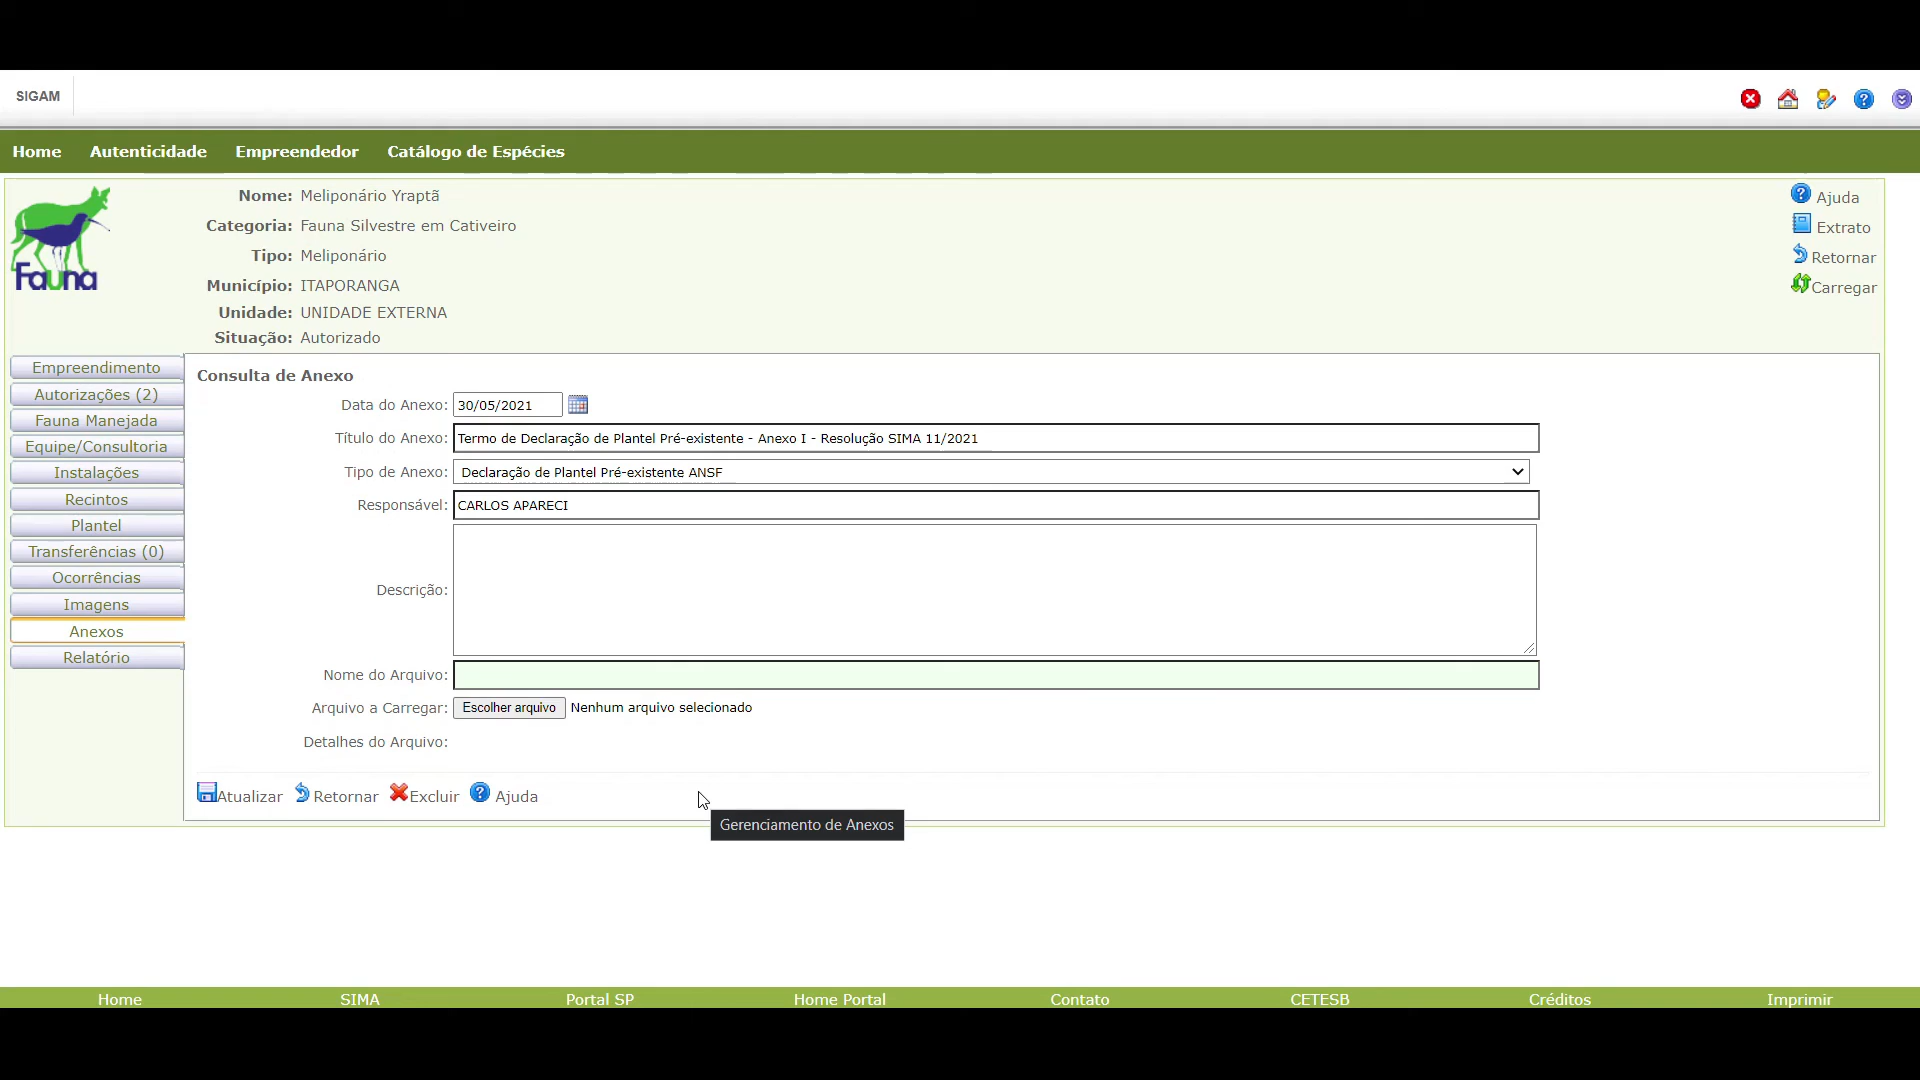 SIGAM
Home Autenticidade Empreendedor Catálogo de Espécies
Fauna
Nome: Meliponário Yraptã
Categoria: Fauna Silvestre em Cativeiro
Tipo: Meliponário
Município: ITAPORANGA
Unidade: UNIDADE EXTERNA
Situação: Autorizado
Ajuda
Extrato
Retornar
Carregar
Empreendimento
Autorizações (2)
Fauna Manejada
Equipe/Consultoria
Instalações
Recintos
Plantel
Transferências (0)
Ocorrências
Imagens
Anexos
Relatório
Consulta de Anexo
Data do Anexo: 30/05/2021
Título do Anexo: Termo de Declaração de Plantel Pré-existente - Anexo I - Resolução SIMA 11/2021
Tipo de Anexo: Declaração de Plantel Pré-existente ANSF
Responsável: CARLOS APARECI
Descrição:
Nome do Arquivo:
Arquivo a Carregar: Escolher arquivo Nenhum arquivo selecionado
Detalhes do Arquivo:
Atualizar Retornar Excluir Ajuda
Gerenciamento de Anexos
Home SIMA Portal SP Home Portal Contato CETESB Créditos Imprimir